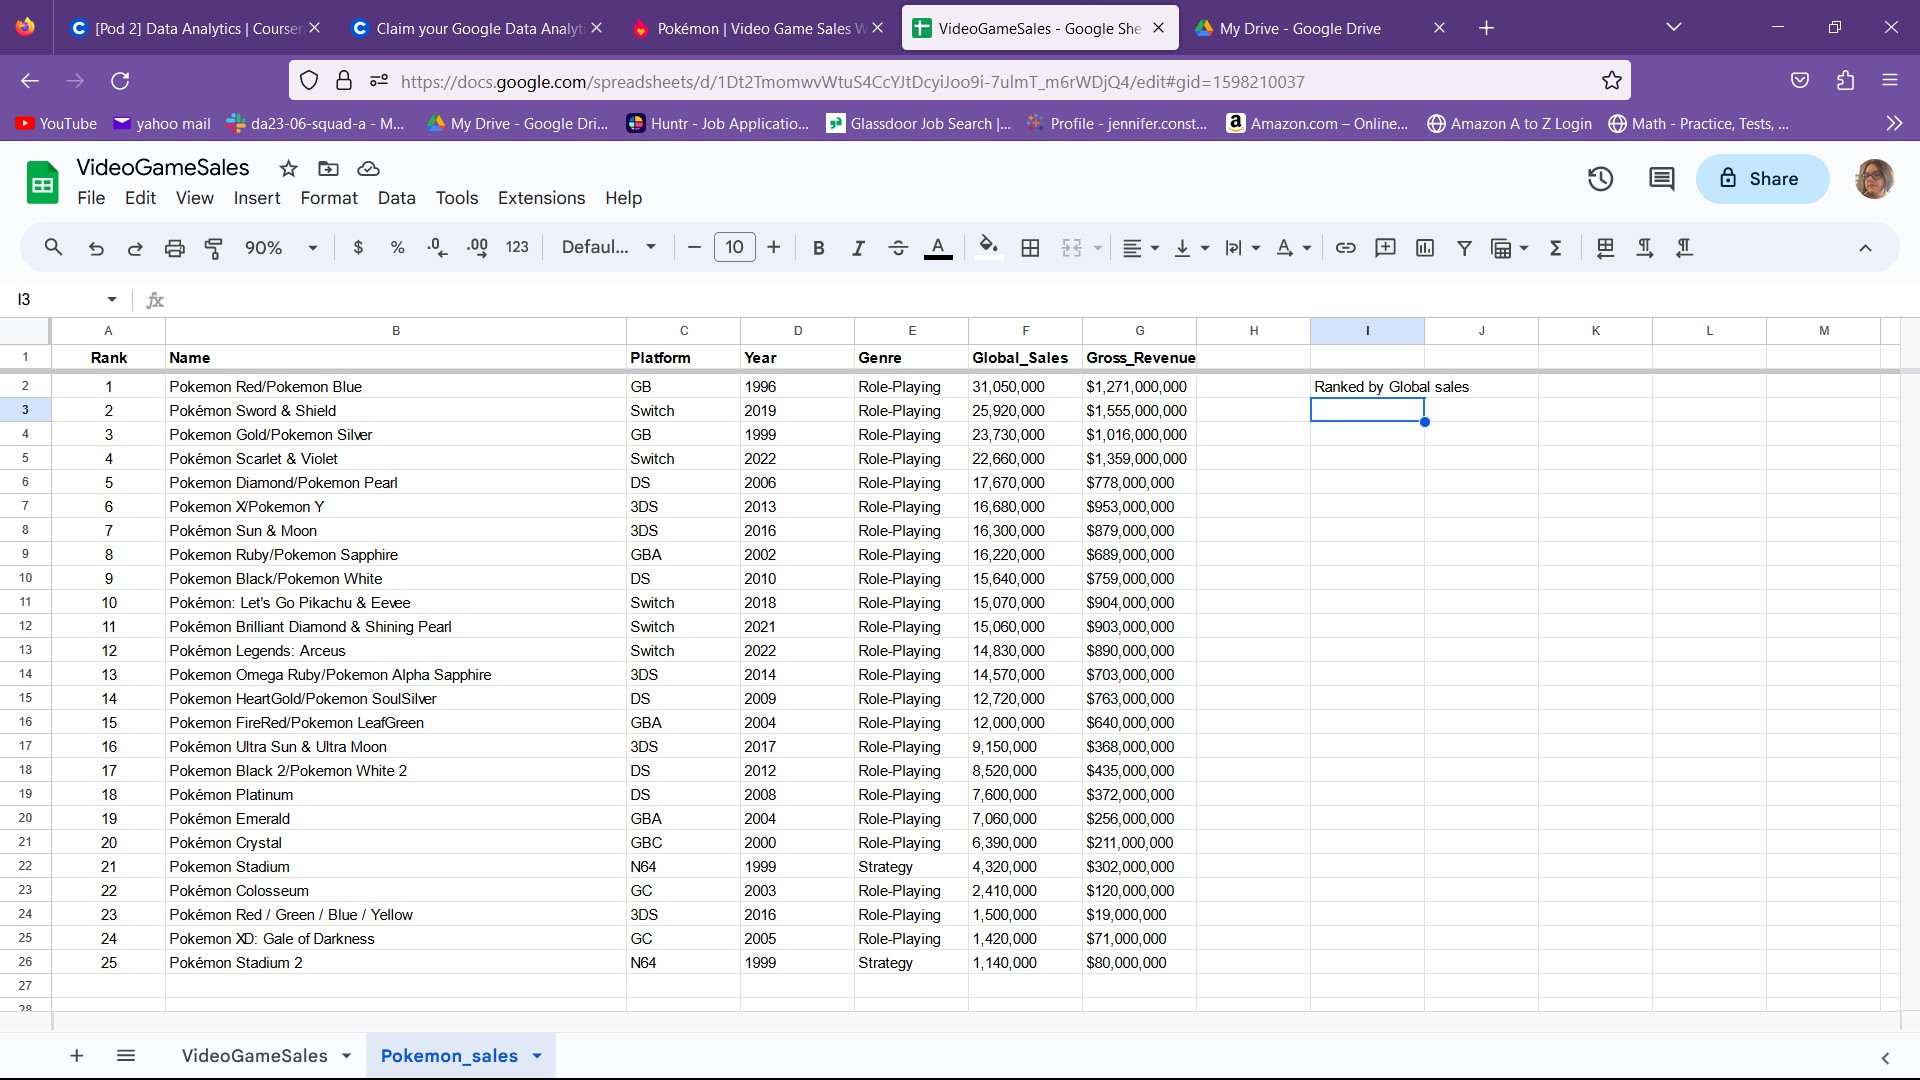 [Pod 2] Data Analytics | Courser
Claim your Google Data Analyti
Pokémon | Video Game Sales W
VideoGameSales - Google She
My Drive - Google Drive
https://docs.google.com/spreadsheets/d/1Dt2TmomwvWtuS4CcYJtDcyiJoo9i-7ulmT_m6rWDjQ4/edit#gid=1598210037
YouTube yahoo mail da23-06-squad-a - M... My Drive - Google Dri... Huntr - Job Applicatio... Glassdoor Job Search |... Profile - jennifer.const... Amazon.com – Online... Amazon A to Z Login Math - Practice, Tests, ...
VideoGameSales
File Edit View Insert Format Data Tools Extensions Help
Share
90% $ % .0 .00 123 Defaul... 10 B I A
I3 fx
A B C D E F G H I J K L M
1 Rank Name Platform Year Genre Global_Sales Gross_Revenue
2 1 Pokemon Red/Pokemon Blue GB 1996 Role-Playing 31,050,000 $1,271,000,000 Ranked by Global sales
3 2 Pokémon Sword & Shield Switch 2019 Role-Playing 25,920,000 $1,555,000,000
4 3 Pokemon Gold/Pokemon Silver GB 1999 Role-Playing 23,730,000 $1,016,000,000
5 4 Pokémon Scarlet & Violet Switch 2022 Role-Playing 22,660,000 $1,359,000,000
6 5 Pokemon Diamond/Pokemon Pearl DS 2006 Role-Playing 17,670,000 $778,000,000
7 6 Pokemon X/Pokemon Y 3DS 2013 Role-Playing 16,680,000 $953,000,000
8 7 Pokémon Sun & Moon 3DS 2016 Role-Playing 16,300,000 $879,000,000
9 8 Pokemon Ruby/Pokemon Sapphire GBA 2002 Role-Playing 16,220,000 $689,000,000
10 9 Pokemon Black/Pokemon White DS 2010 Role-Playing 15,640,000 $759,000,000
11 10 Pokémon: Let's Go Pikachu & Eevee Switch 2018 Role-Playing 15,070,000 $904,000,000
12 11 Pokémon Brilliant Diamond & Shining Pearl Switch 2021 Role-Playing 15,060,000 $903,000,000
13 12 Pokémon Legends: Arceus Switch 2022 Role-Playing 14,830,000 $890,000,000
14 13 Pokemon Omega Ruby/Pokemon Alpha Sapphire 3DS 2014 Role-Playing 14,570,000 $703,000,000
15 14 Pokemon HeartGold/Pokemon SoulSilver DS 2009 Role-Playing 12,720,000 $763,000,000
16 15 Pokemon FireRed/Pokemon LeafGreen GBA 2004 Role-Playing 12,000,000 $640,000,000
17 16 Pokémon Ultra Sun & Ultra Moon 3DS 2017 Role-Playing 9,150,000 $368,000,000
18 17 Pokemon Black 2/Pokemon White 2 DS 2012 Role-Playing 8,520,000 $435,000,000
19 18 Pokémon Platinum DS 2008 Role-Playing 7,600,000 $372,000,000
20 19 Pokémon Emerald GBA 2004 Role-Playing 7,060,000 $256,000,000
21 20 Pokémon Crystal GBC 2000 Role-Playing 6,390,000 $211,000,000
22 21 Pokemon Stadium N64 1999 Strategy 4,320,000 $302,000,000
23 22 Pokémon Colosseum GC 2003 Role-Playing 2,410,000 $120,000,000
24 23 Pokémon Red / Green / Blue / Yellow 3DS 2016 Role-Playing 1,500,000 $19,000,000
25 24 Pokemon XD: Gale of Darkness GC 2005 Role-Playing 1,420,000 $71,000,000
26 25 Pokémon Stadium 2 N64 1999 Strategy 1,140,000 $80,000,000
27
28
VideoGameSales Pokemon_sales